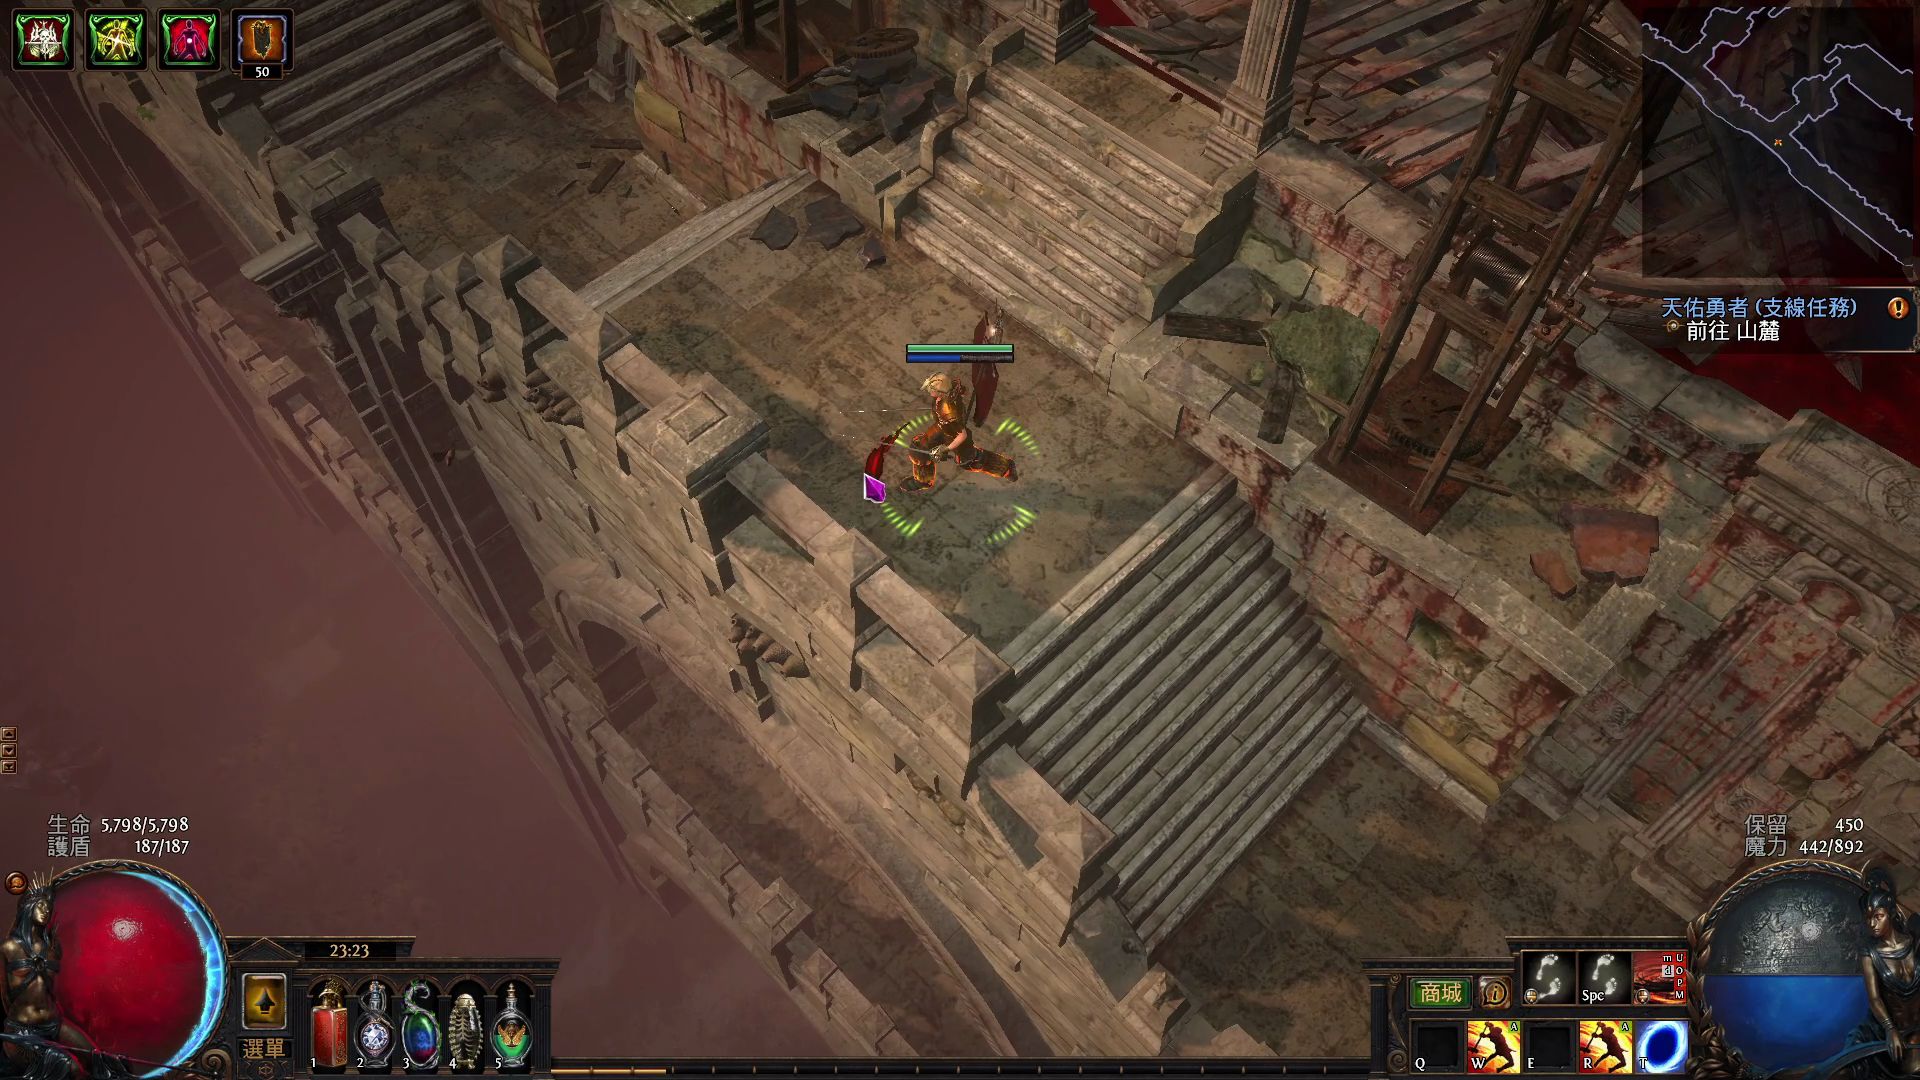 50
天佑勇者 (支線任務)
前往 山麓
生命 5,798/5,798
護盾 187/187
保留 450
魔力 442/892
23:23
選單
1
2
3
4
5
商城
Spc
Q
W
A
E
R
A
T